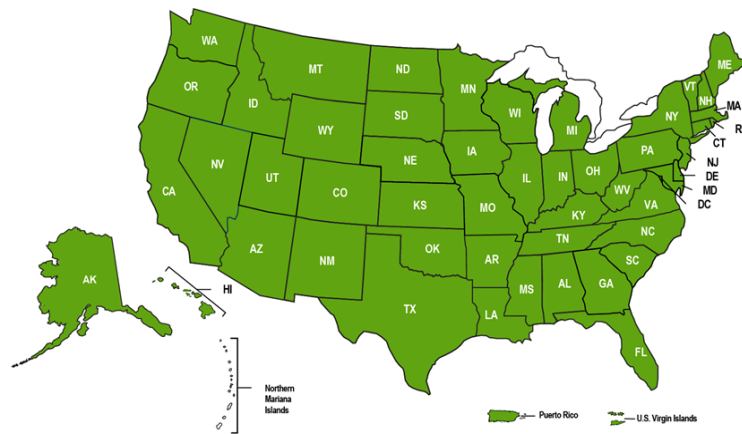 WA
MT
ND
MN
ME
VT
NH
OR
ID
SD
WI
MI
NY
MA
R
CT
WY
IA
NE
PA
NJ
NV
UT
CO
IL
IN
OH
WV
DE
MD
DC
VA
CA
KS
MO
KY
NC
TN
AZ
NM
OK
AR
SC
AK
HI
TX
MS
AL
GA
LA
FL
Northern
Mariana
Islands
Puerto Rico
U.S. Virgin Islands